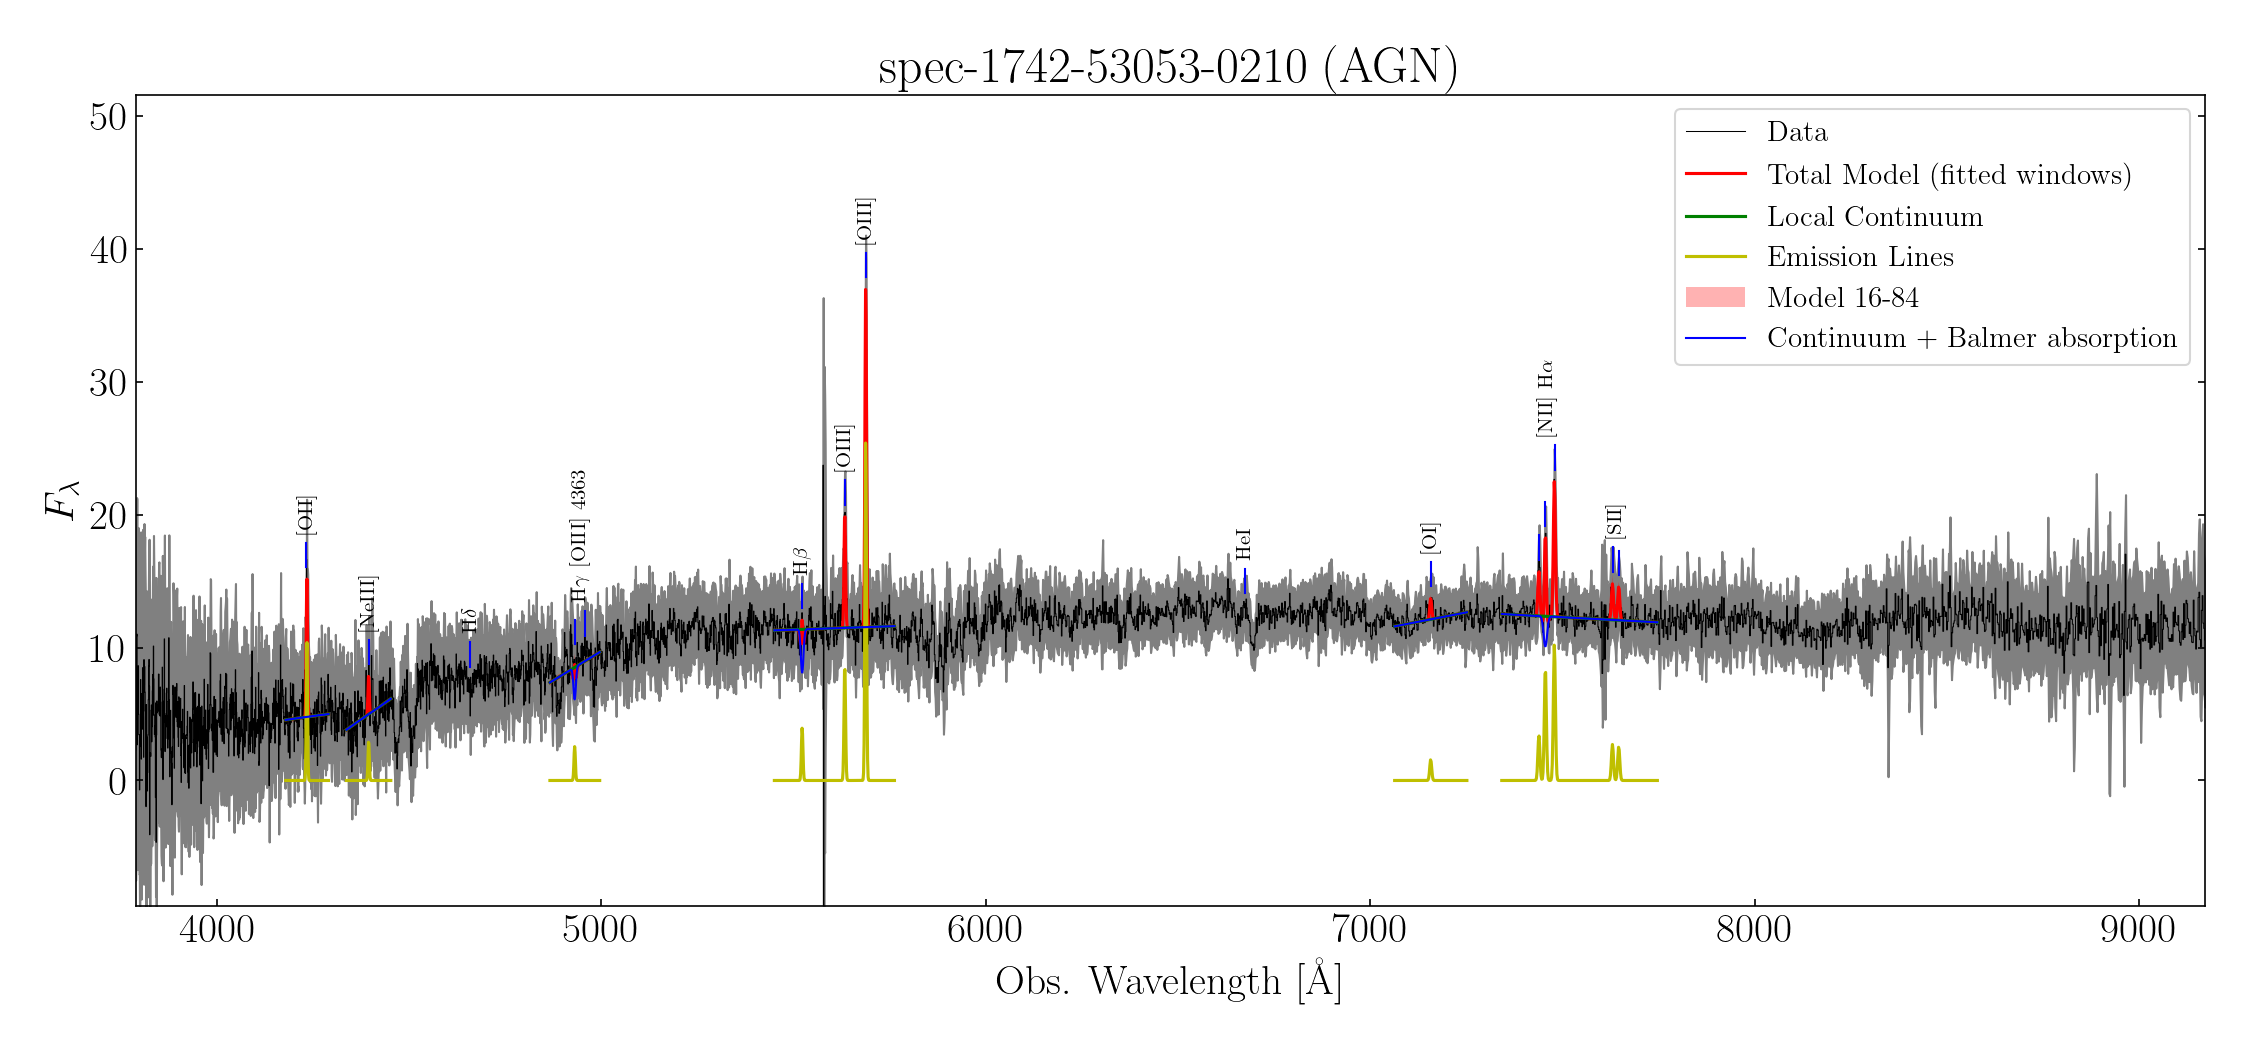 spec-1742-53053-0210 (AGN)
Data
Total Model (fitted windows)
Local Continuum
Emission Lines
Model 16-84
Continuum + Balmer absorption
50
40
30
20
10
0
Fλ
[OII]
[NeIII]
Hδ
Hγ [OIII] 4363
Hβ
[OIII]
[OIII]
HeI
[OI]
[NII] Hα
[SII]
4000 5000 6000 7000 8000 9000
Obs. Wavelength [Å]